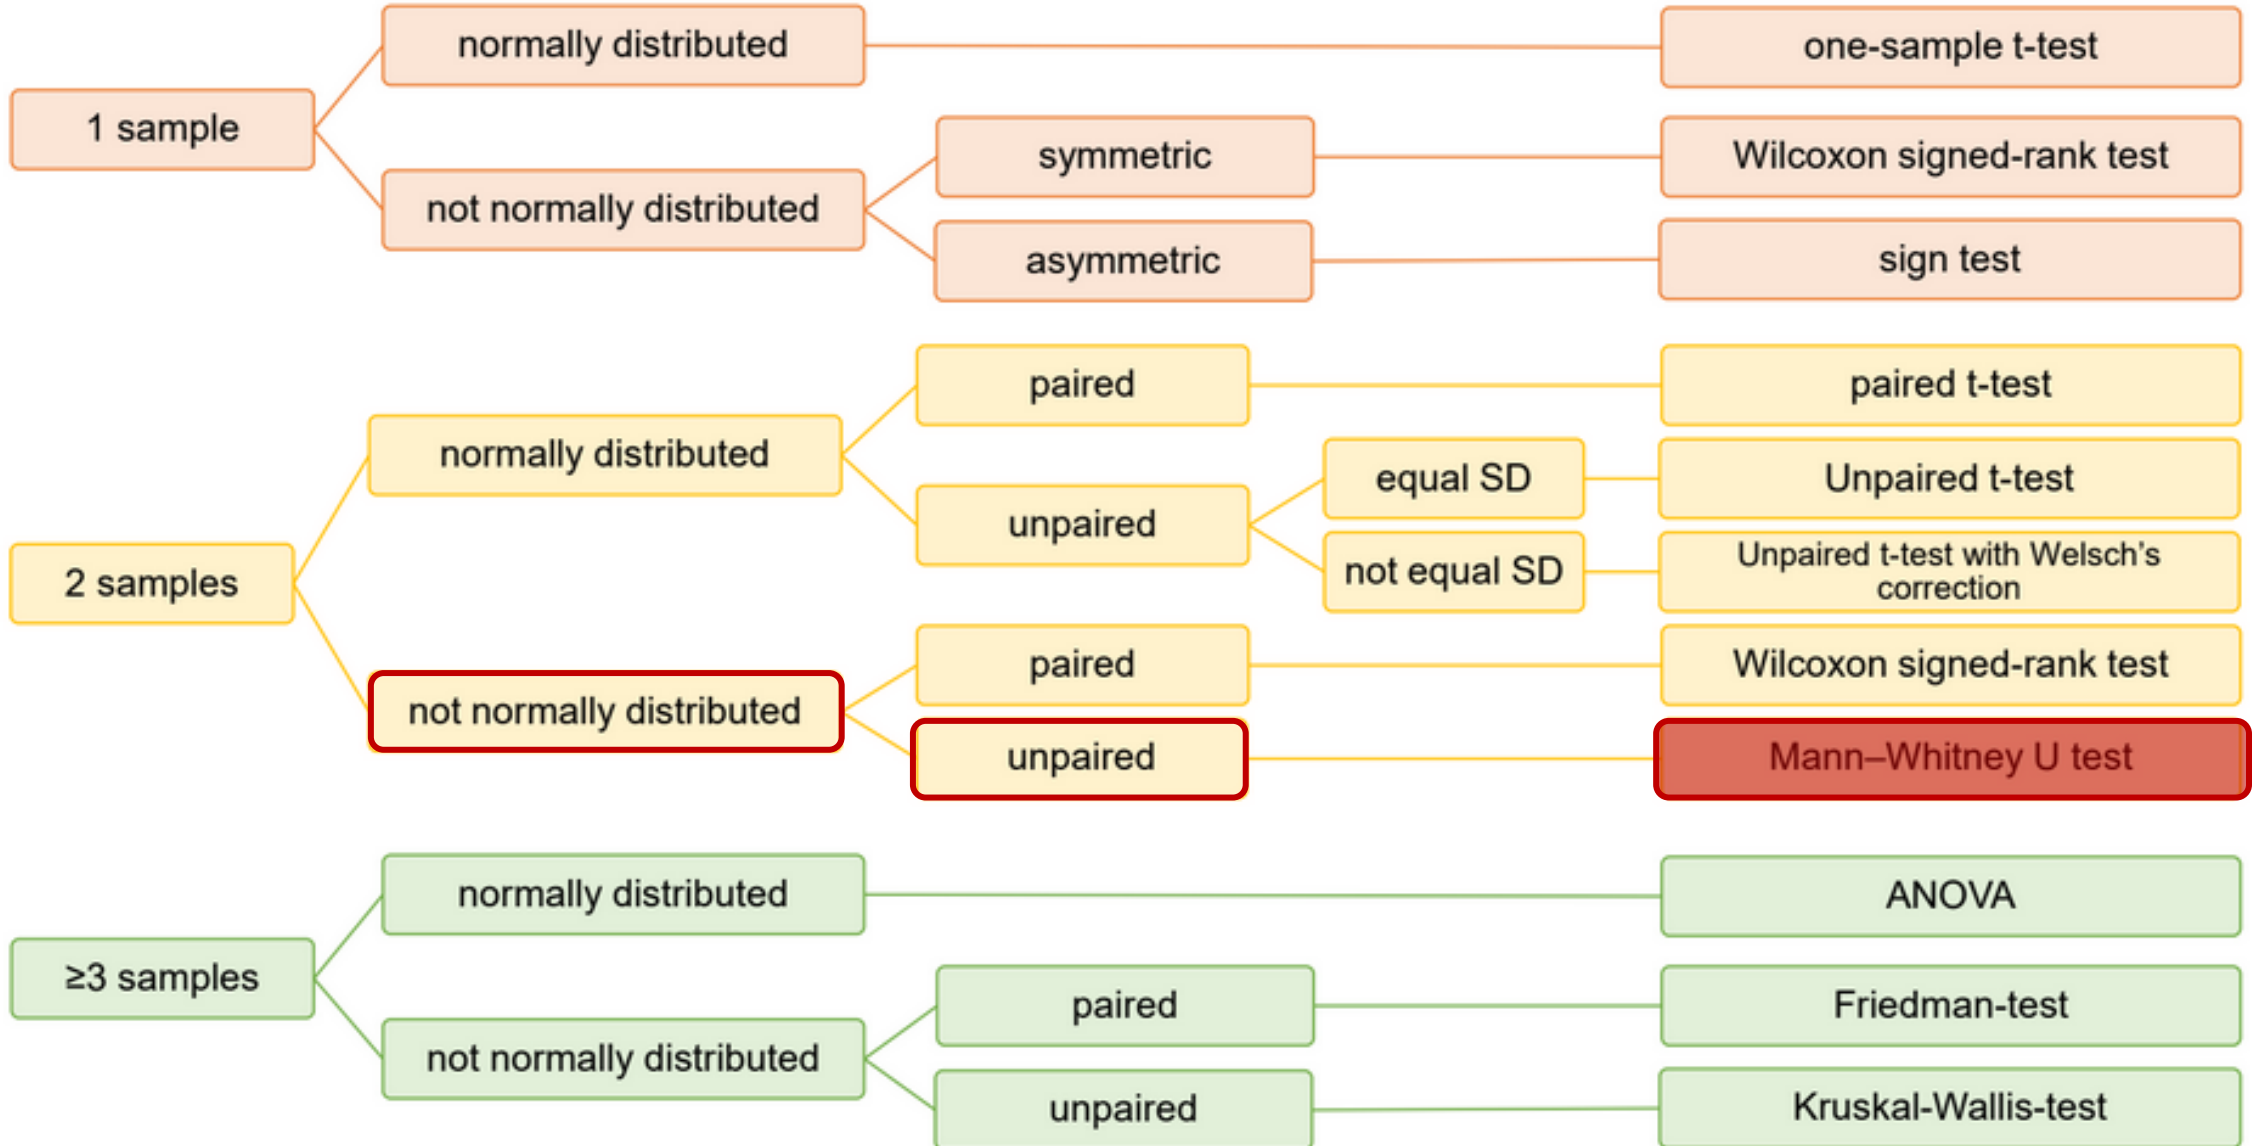 normally distributed
one-sample t-test
1 sample
symmetric
Wilcoxon signed-rank test
not normally distributed
asymmetric
sign test
paired
paired t-test
normally distributed
equal SD
Unpaired t-test
unpaired
not equal SD
Unpaired t-test with Welsch's
correction
2 samples
paired
Wilcoxon signed-rank test
not normally distributed
unpaired
Mann–Whitney U test
normally distributed
ANOVA
≥3 samples
paired
Friedman-test
not normally distributed
unpaired
Kruskal-Wallis-test